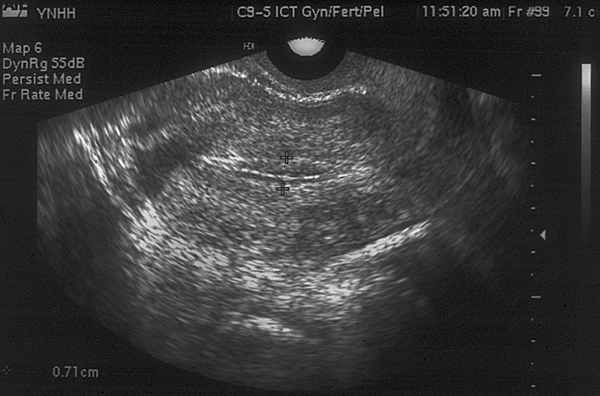 YNHH C9-5 ICT Gyn/Fert/Pel 11:51:20 am Fr #99 7.1 c
Map 6
DynRg 55dB
Persist Med
Fr Rate Med
0.71cm